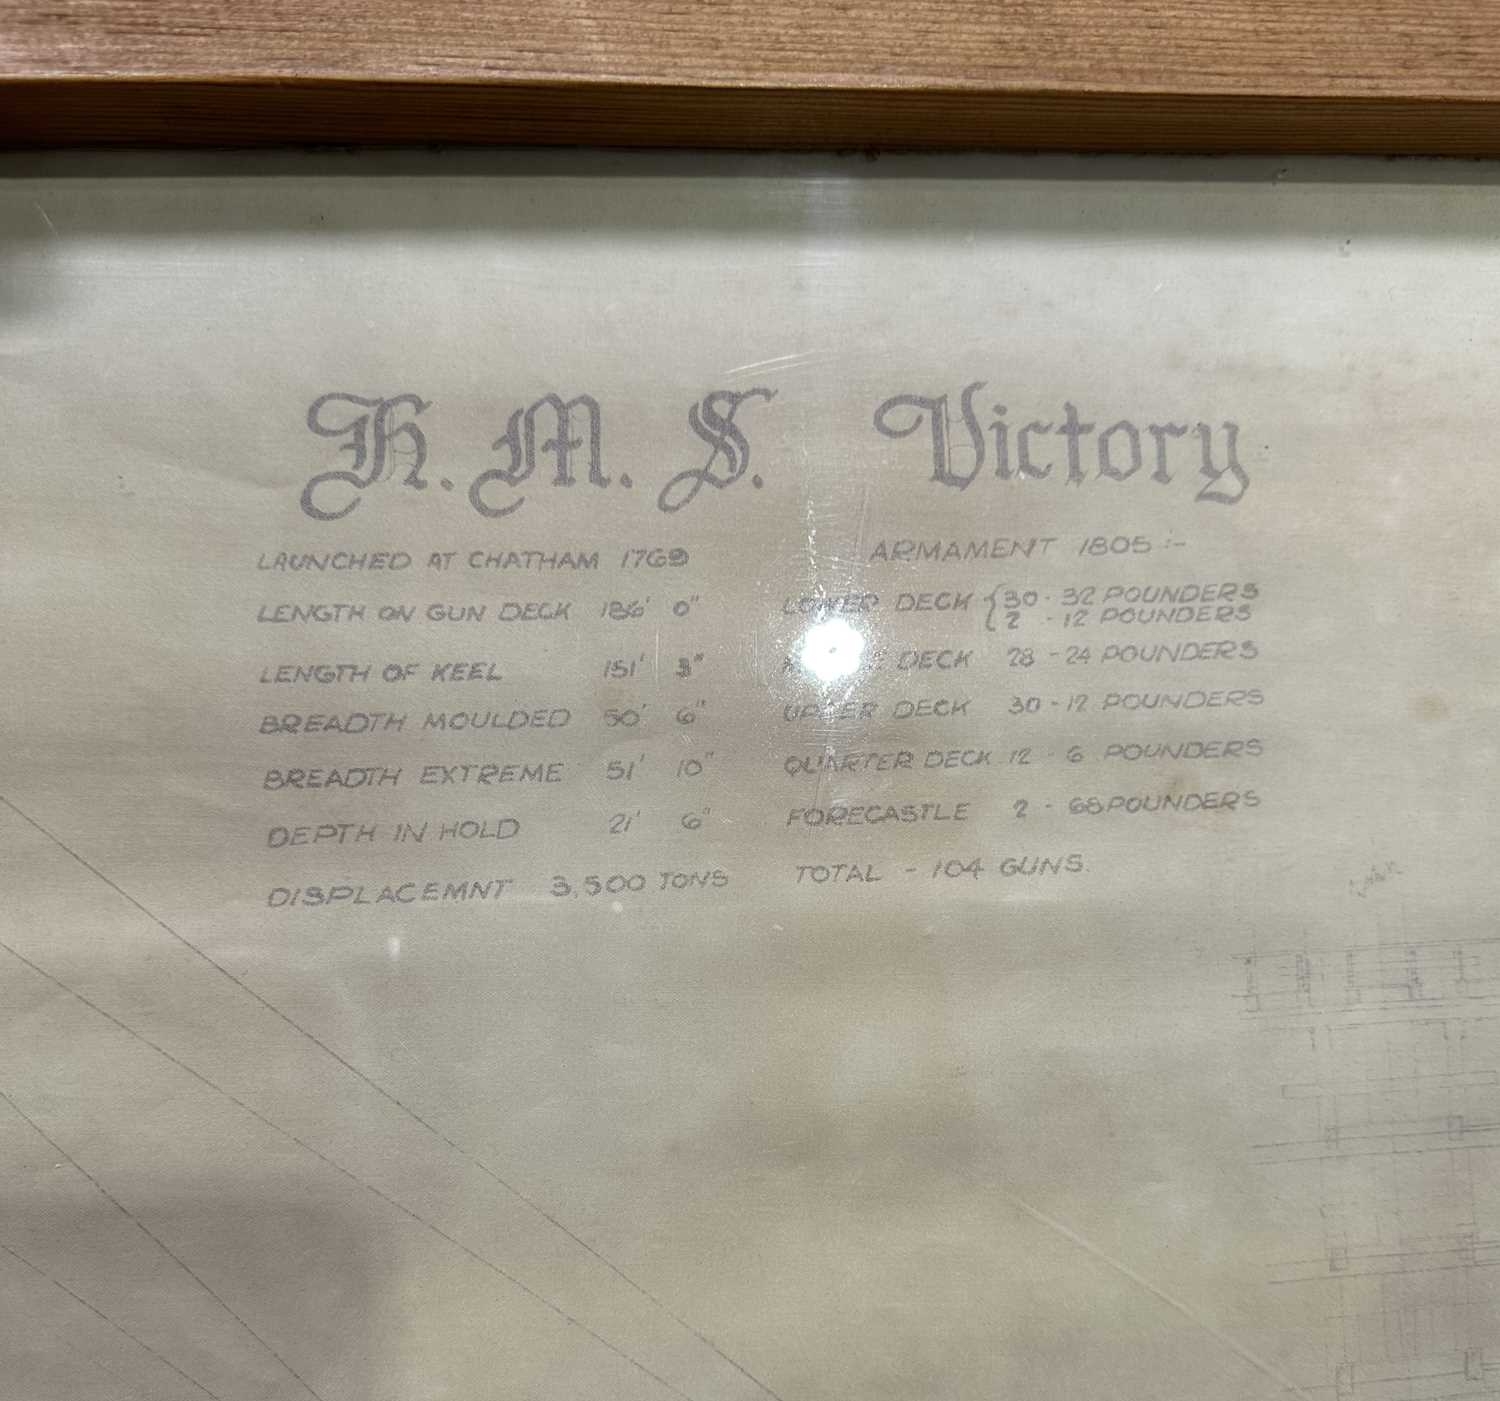 H.M.S. Victory
LAUNCHED AT CHATHAM 1769
LENGTH ON GUN DECK 186' 0"
LENGTH OF KEEL 151' 3"
BREADTH MOULDED 50' 6"
BREADTH EXTREME 51' 10"
DEPTH IN HOLD 21' 6"
DISPLACEMNT 3,500 TONS
ARMAMENT 1805 :-
LOWER DECK { 30 - 32 POUNDERS
2 - 12 POUNDERS
DECK 28 - 24 POUNDERS
UPPER DECK 30 - 12 POUNDERS
QUARTER DECK 12 - 6 POUNDERS
FORECASTLE 2 - 68 POUNDERS
TOTAL - 104 GUNS.